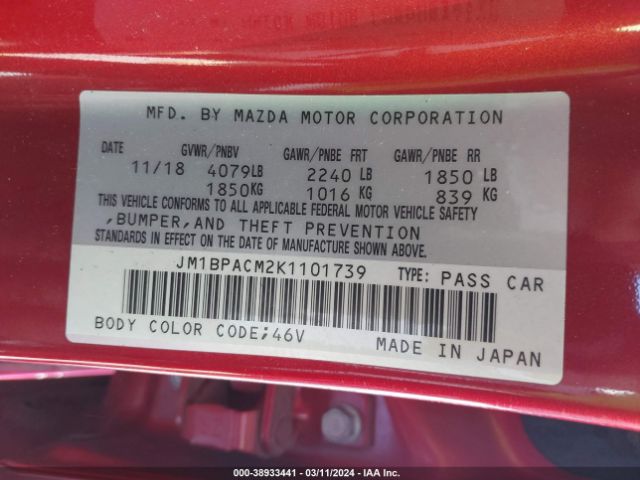 MFD. BY MAZDA MOTOR CORPORATION
DATE GVWR/PNBV GAWR/PNBE FRT GAWR/PNBE RR
11/18 4079LB 2240 LB 1850 LB
1850KG 1016 KG 839 KG
THIS VEHICLE CONFORMS TO ALL APPLICABLE FEDERAL MOTOR VEHICLE SAFETY
,BUMPER,AND THEFT PREVENTION
STANDARDS IN EFFECT ON THE DATE OF MANUFACTURE SHOWN ABOVE.
JM1BPACM2K1101739 TYPE: PASS CAR
BODY COLOR CODE;46V MADE IN JAPAN
000-38933441 - 03/11/2024 - IAA Inc.